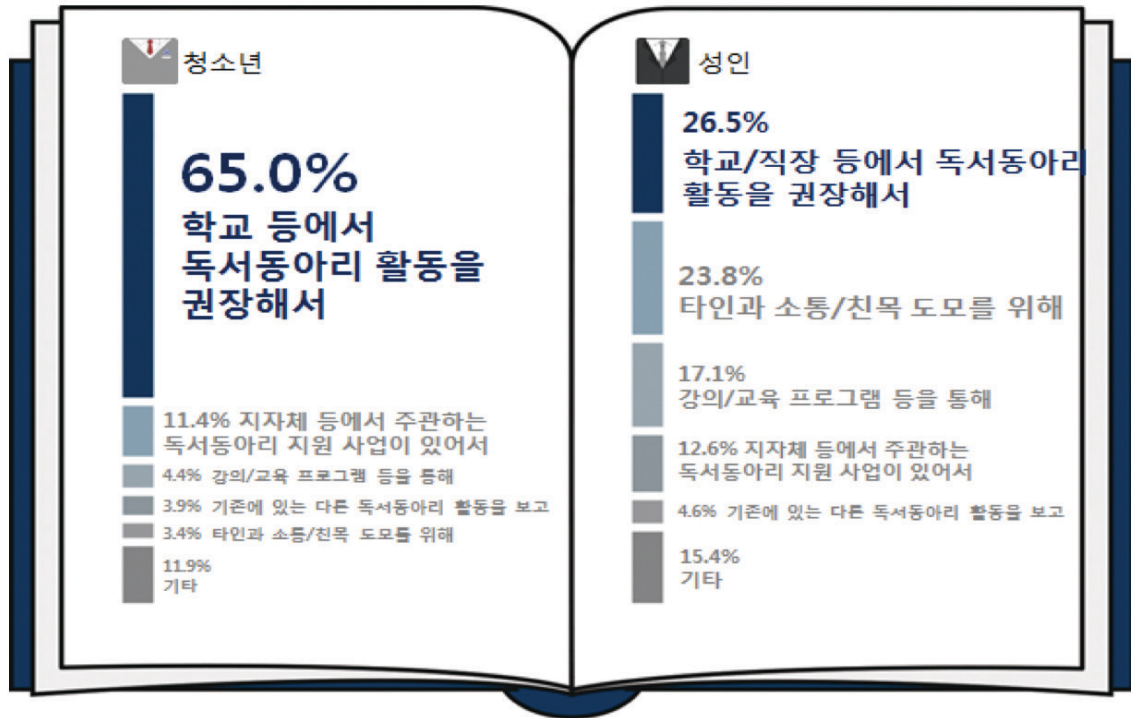 청소년
65.0%
학교 등에서
독서동아리 활동을
권장해서
11.4% 지자체 등에서 주관하는
독서동아리 지원 사업이 있어서
4.4% 강의/교육 프로그램 등을 통해
3.9% 기존에 있는 다른 독서동아리 활동을 보고
3.4% 타인과 소통/친목 도모를 위해
11.9%
기타
성인
26.5%
학교/직장 등에서 독서동아리
활동을 권장해서
23.8%
타인과 소통/친목 도모를 위해
17.1%
강의/교육 프로그램 등을 통해
12.6% 지자체 등에서 주관하는
독서동아리 지원 사업이 있어서
4.6% 기존에 있는 다른 독서동아리 활동을 보고
15.4%
기타